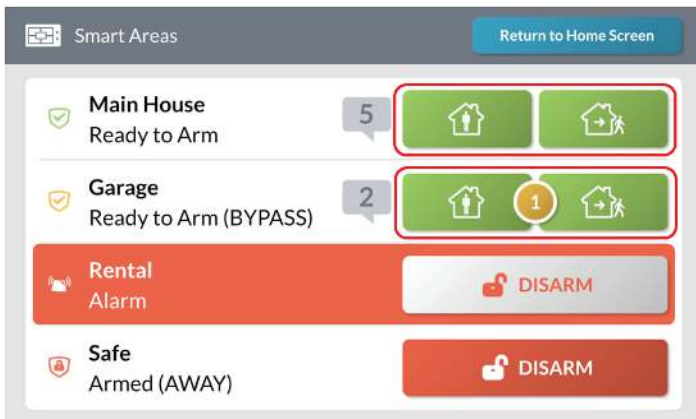 Smart Areas
Return to Home Screen
Main House
Ready to Arm
5
Garage
Ready to Arm (BYPASS)
2
1
Rental
Alarm
DISARM
Safe
Armed (AWAY)
DISARM